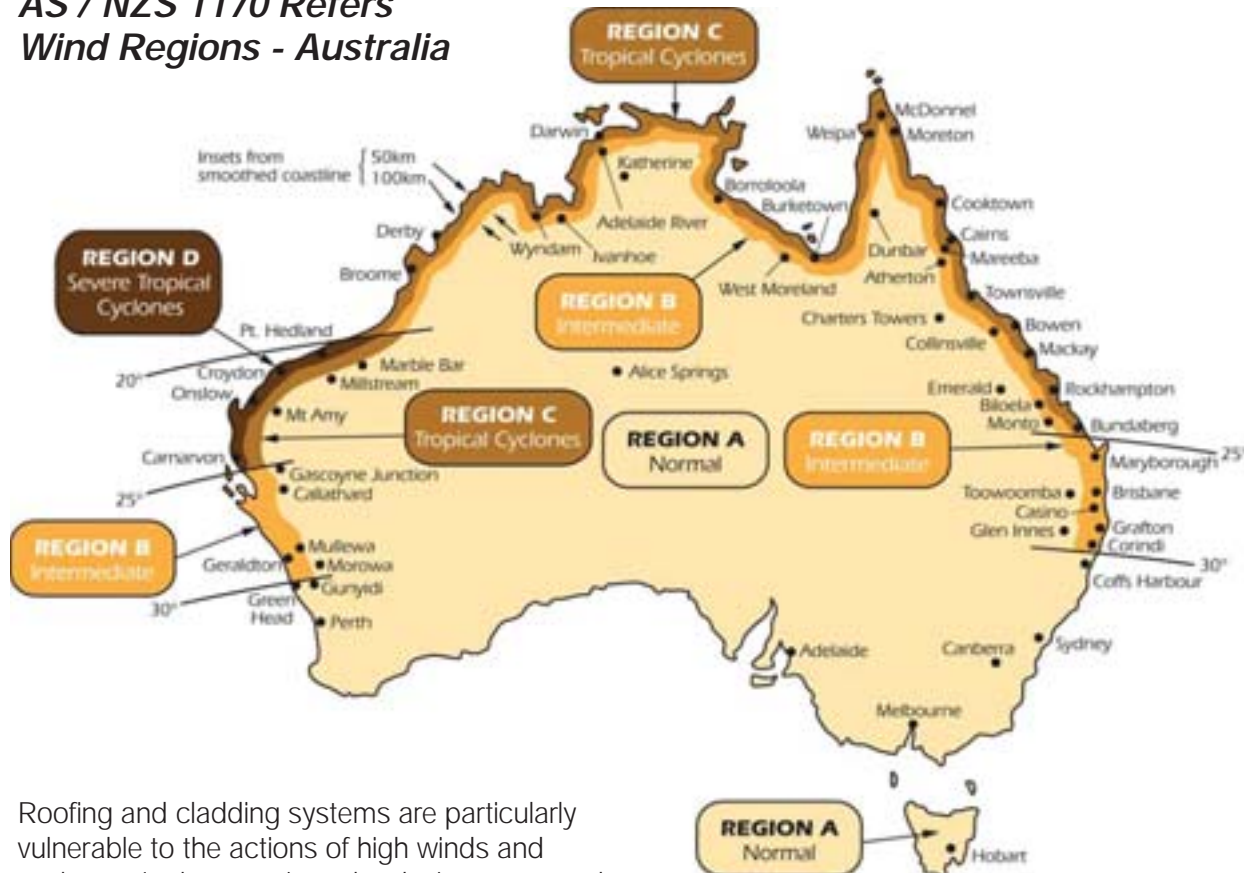 AS / NZS 1170 Refers
Wind Regions - Australia
REGION C
Tropical Cyclones
McDonnel
Moreton
Weipa
Darwin
Katherine
Insets from
smoothed coastline
50km
100km
Borroloola
Burketown
Adelaide River
Cooktown
Derby
Wyndam
Ivanhoe
Dunbar
Cairns
Mareeba
Atherton
REGION D
Severe Tropical
Cyclones
Broome
West Moreland
REGION B
Intermediate
Townsville
Charters Towers
Bowen
Collinsville
Mackay
Pt. Hedland
20°
Croydon
Marble Bar
Millstream
Onslow
Alice Springs
Emerald
Rockhampton
Biloela
Monto
Bundaberg
Mt Amy
REGION C
Tropical Cyclones
REGION A
Normal
REGION B
Intermediate
25°
Maryborough
Carnarvon
Gascoyne Junction
Callathard
25°
Toowoomba
Brisbane
Casino
Glen Innes
Grafton
Corindi
30°
Coffs Harbour
REGION B
Intermediate
Mullewa
Geraldton
Morowa
Gunyidi
30°
Green
Head
Perth
Adelaide
Canberra
Sydney
Melbourne
Roofing and cladding systems are particularly
vulnerable to the actions of high winds and
REGION A
Normal
Hobart